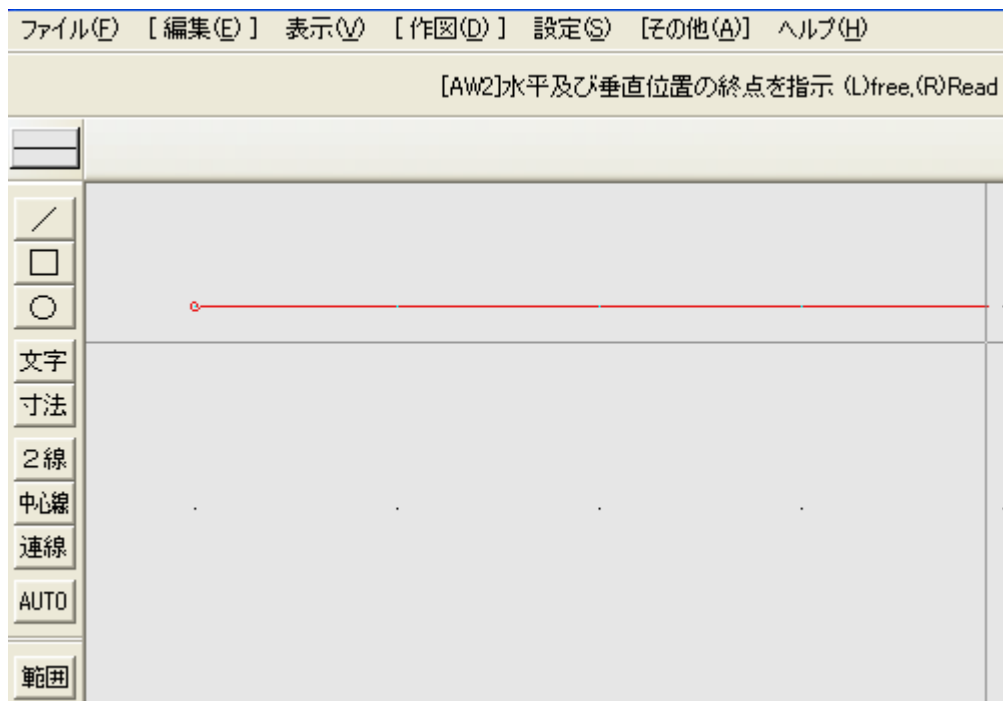 ファイル(F) [ 編集(E) ] 表示(V) [ 作図(D) ] 設定(S) [その他(A)] ヘルプ(H)
[AW2]水平及び垂直位置の終点を指示 (L)free,(R)Read
文字
寸法
２線
中心線
連線
AUTO
範囲